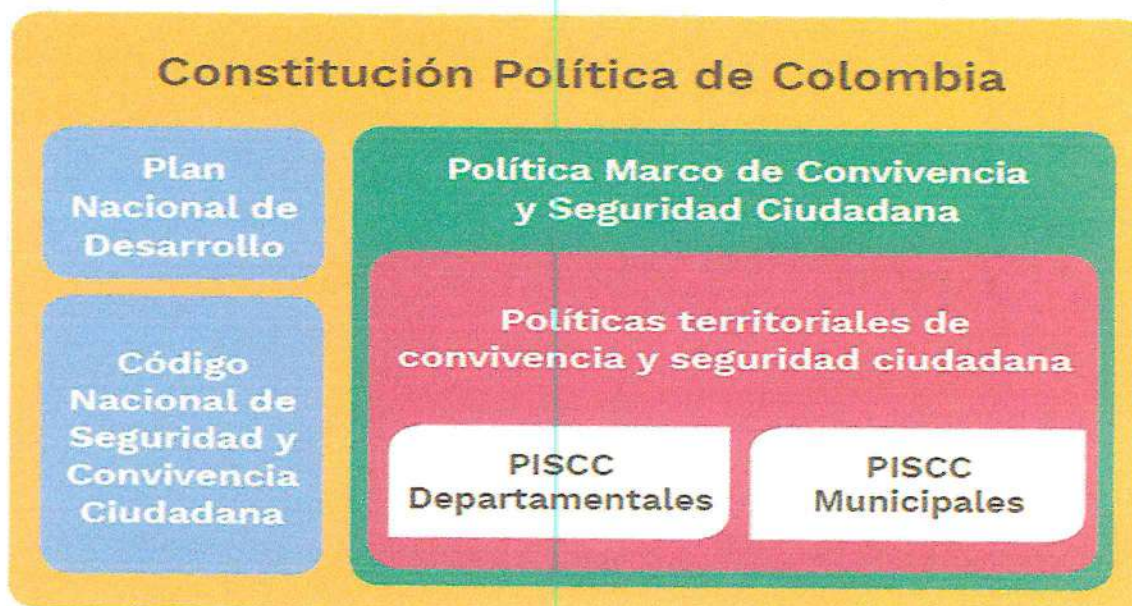 Constitución Política de Colombia
Plan
Nacional de
Desarrollo
Código
Nacional de
Seguridad y
Convivencia
Ciudadana
Política Marco de Convivencia
y Seguridad Ciudadana
Políticas territoriales de
convivencia y seguridad ciudadana
PISCC
Departamentales
PISCC
Municipales